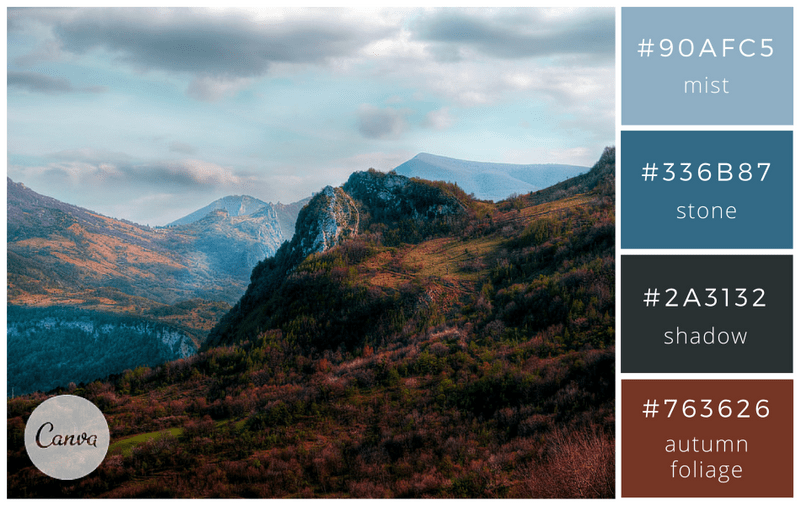 #90AFC5
mist
#336B87
stone
#2A3132
shadow
#763626
autumn
foliage
Canva